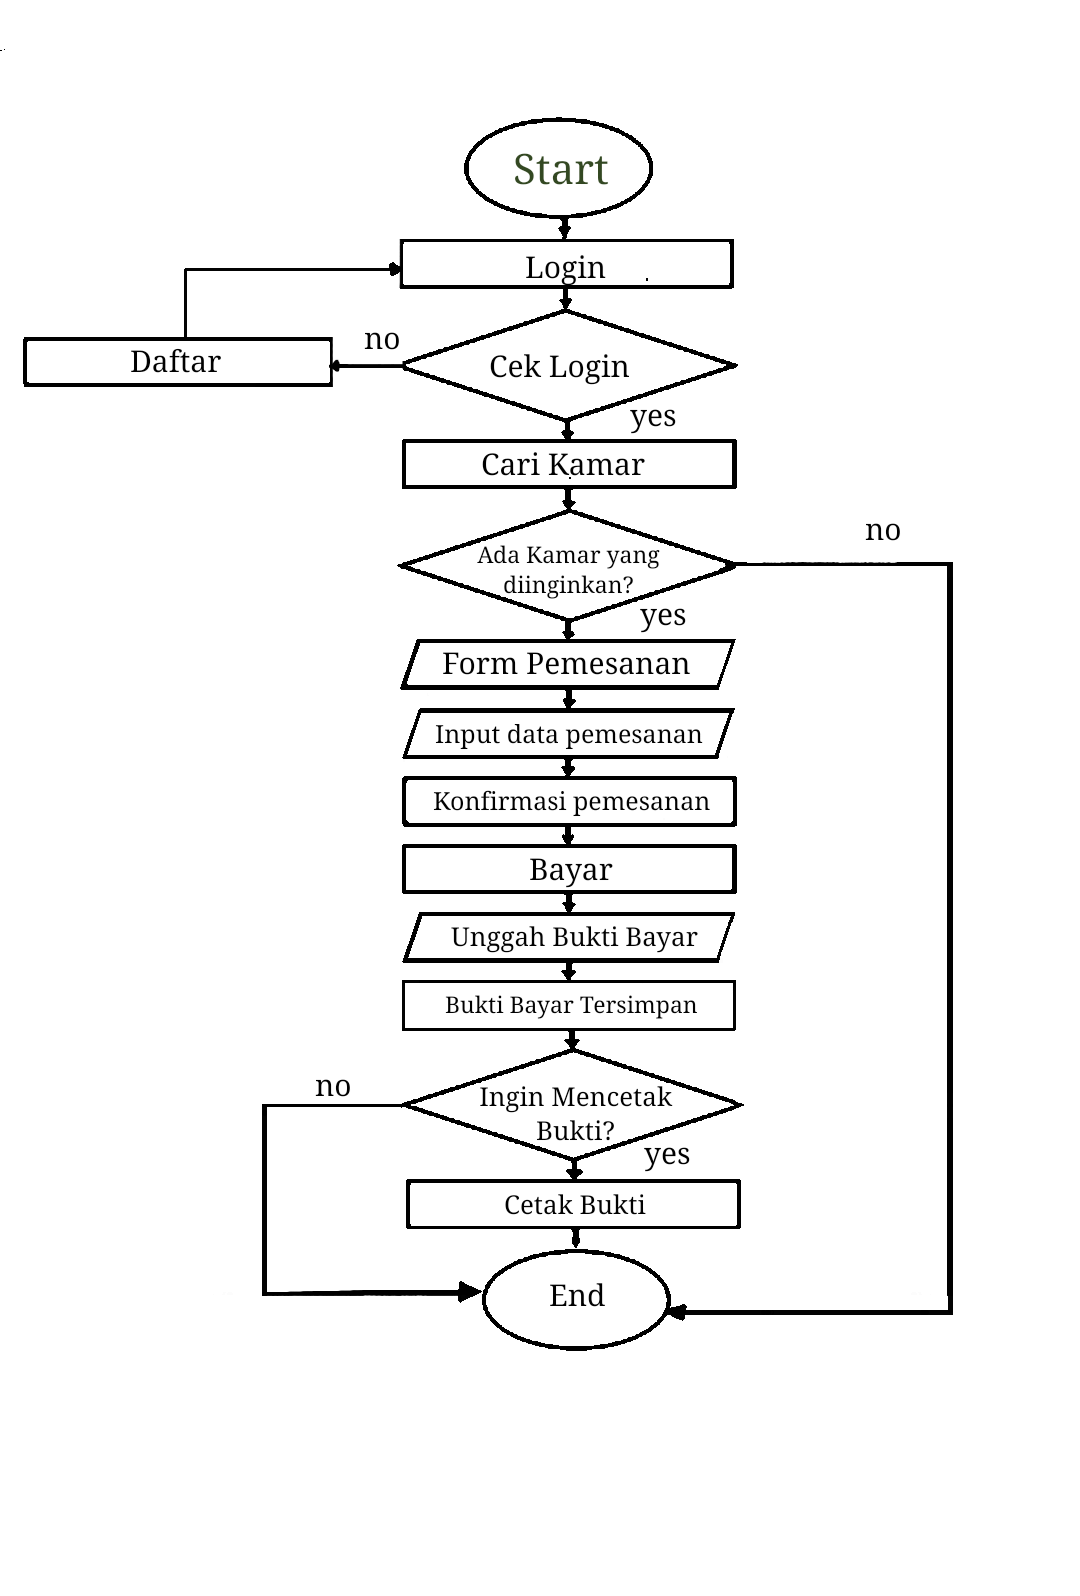 Start
Login
no
Daftar
Cek Login
yes
Cari Kamar
no
Ada Kamar yang
diinginkan?
yes
Form Pemesanan
Input data pemesanan
Konfirmasi pemesanan
Bayar
Unggah Bukti Bayar
Bukti Bayar Tersimpan
no
Ingin Mencetak
Bukti?
yes
Cetak Bukti
End